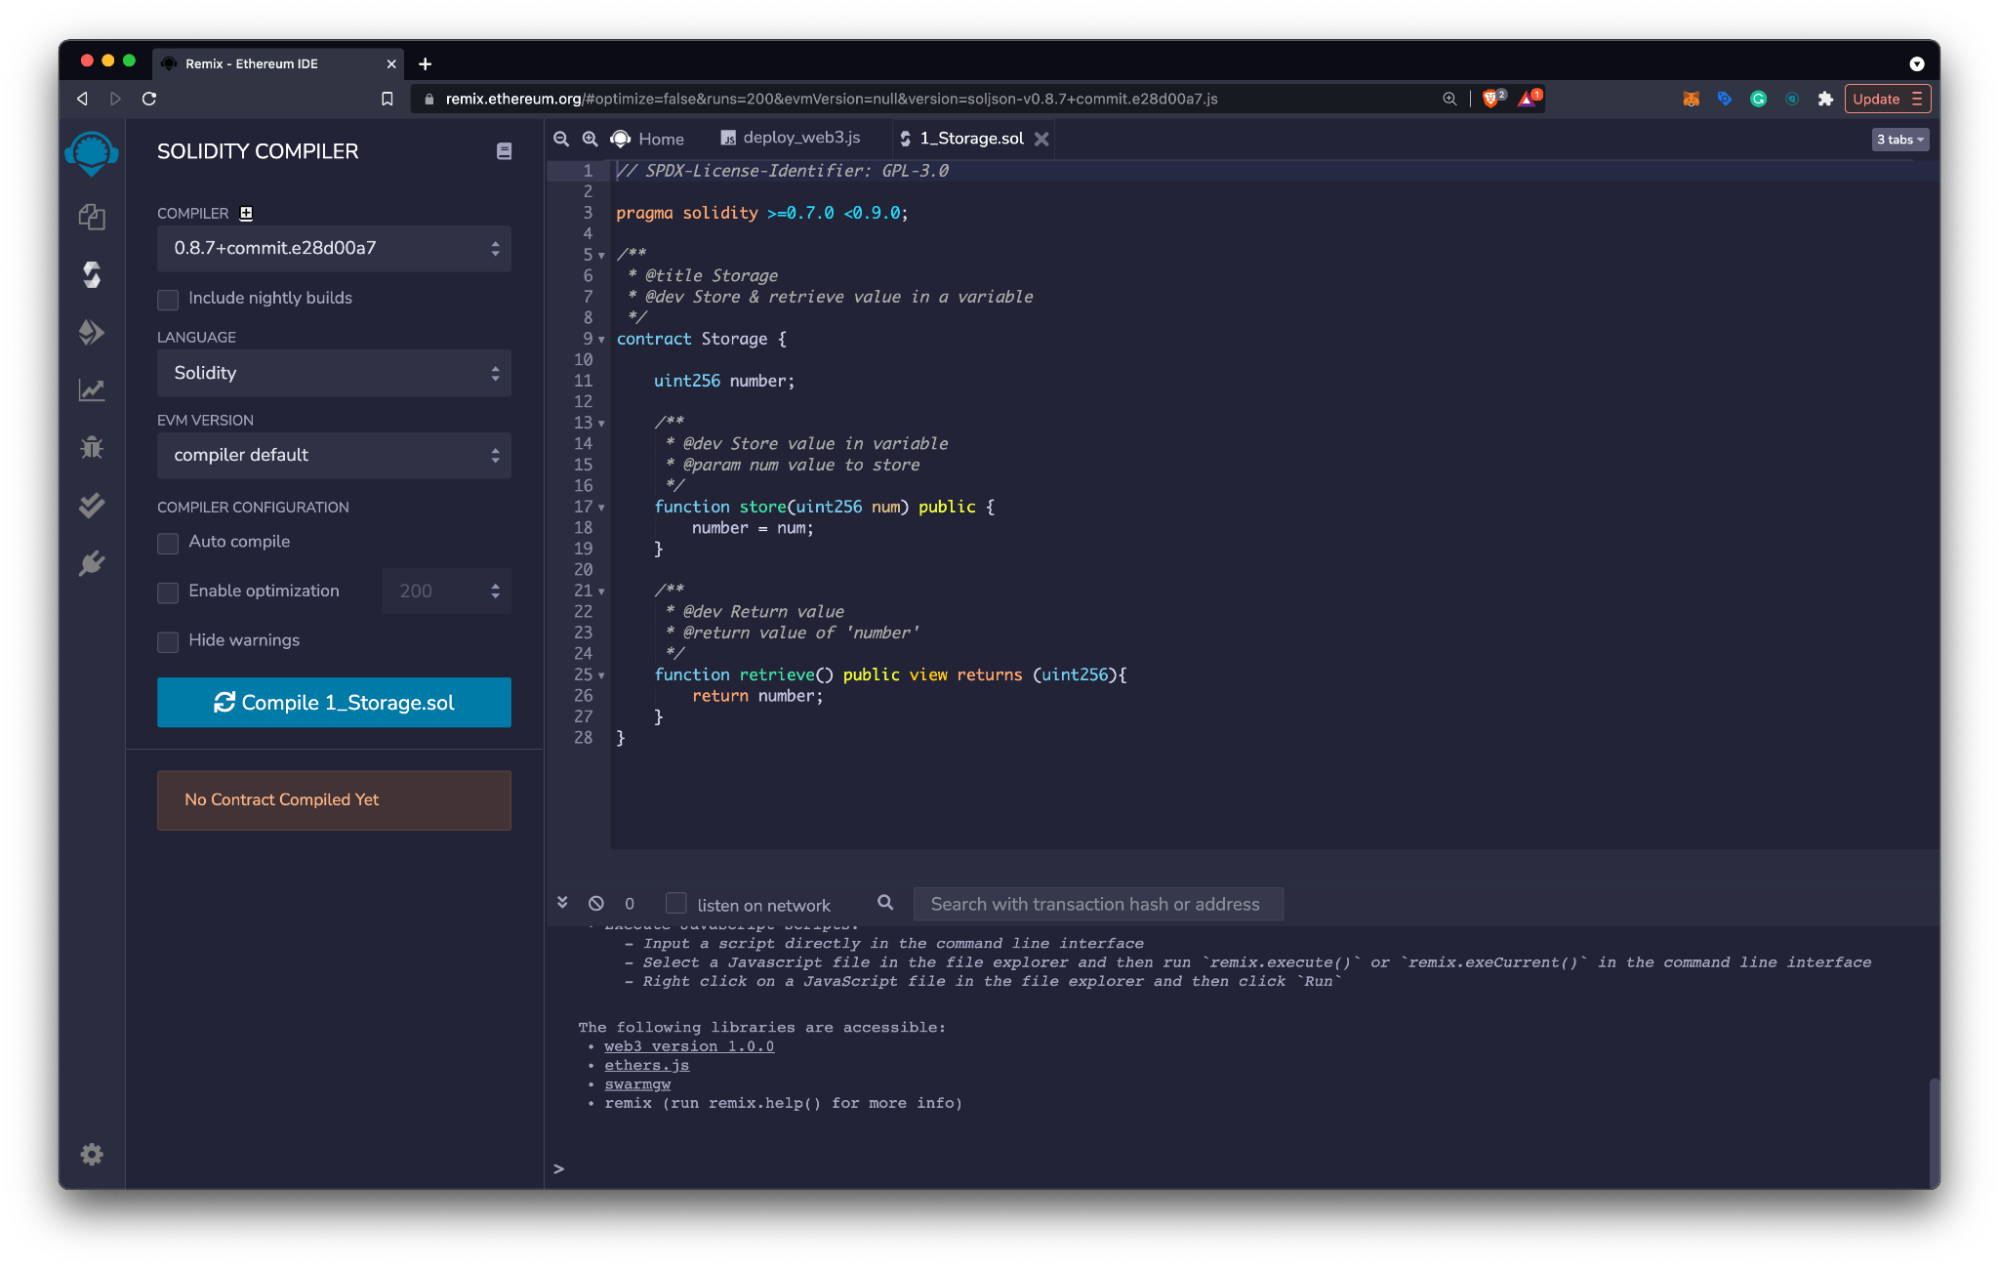 Remix - Ethereum IDE
remix.ethereum.org/#optimize=false&runs=200&evmVersion=null&version=soljson-v0.8.7+commit.e28d00a7.js
2
1
Update
SOLIDITY COMPILER
COMPILER
0.8.7+commit.e28d00a7
Include nightly builds
LANGUAGE
Solidity
EVM VERSION
compiler default
COMPILER CONFIGURATION
Auto compile
Enable optimization 200
Hide warnings
Compile 1_Storage.sol
No Contract Compiled Yet
Home JS deploy_web3.js 1_Storage.sol 3 tabs
1 // SPDX-License-Identifier: GPL-3.0
2
3 pragma solidity >=0.7.0 <0.9.0;
4
5 /**
6 * @title Storage
7 * @dev Store & retrieve value in a variable
8 */
9 contract Storage {
10
11 uint256 number;
12
13 /**
14 * @dev Store value in variable
15 * @param num value to store
16 */
17 function store(uint256 num) public {
18 number = num;
19 }
20
21 /**
22 * @dev Return value
23 * @return value of 'number'
24 */
25 function retrieve() public view returns (uint256){
26 return number;
27 }
28 }
0 listen on network Search with transaction hash or address
• Execute JavaScript scripts:
- Input a script directly in the command line interface
- Select a Javascript file in the file explorer and then run `remix.execute()` or `remix.exeCurrent()` in the command line interface
- Right click on a JavaScript file in the file explorer and then click `Run`
The following libraries are accessible:
• web3 version 1.0.0
• ethers.js
• swarmgw
• remix (run remix.help() for more info)
>